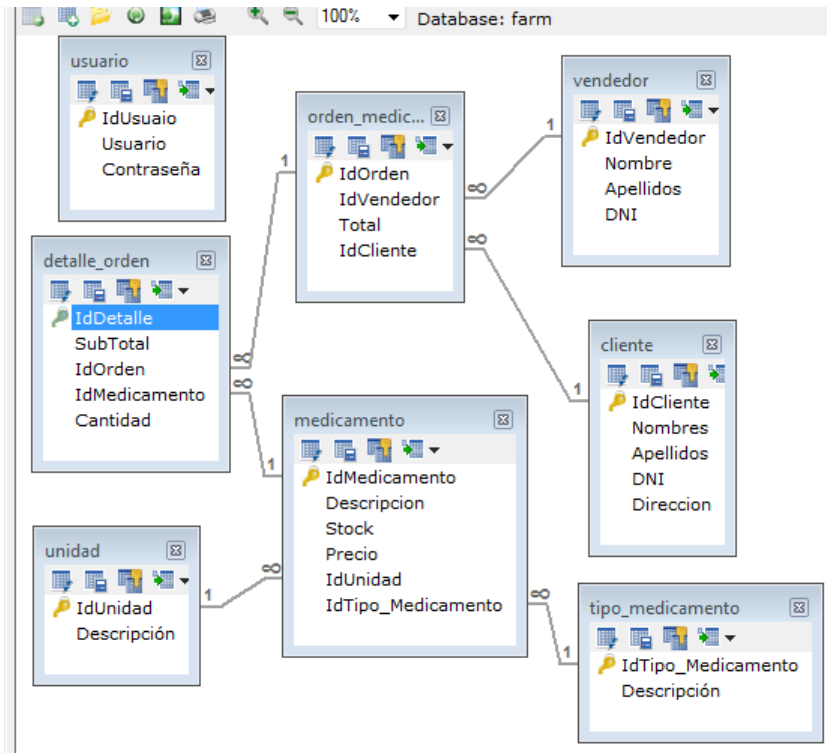 100%
Database: farm
usuario
IdUsuaio
Usuario
Contraseña
orden_medic...
IdOrden
IdVendedor
Total
IdCliente
vendedor
IdVendedor
Nombre
Apellidos
DNI
detalle_orden
IdDetalle
SubTotal
IdOrden
IdMedicamento
Cantidad
cliente
IdCliente
Nombres
Apellidos
DNI
Direccion
medicamento
IdMedicamento
Descripcion
Stock
Precio
IdUnidad
IdTipo_Medicamento
unidad
IdUnidad
Descripción
tipo_medicamento
IdTipo_Medicamento
Descripción
1
∞
1
∞
1
∞
1
∞
1
∞
1
∞